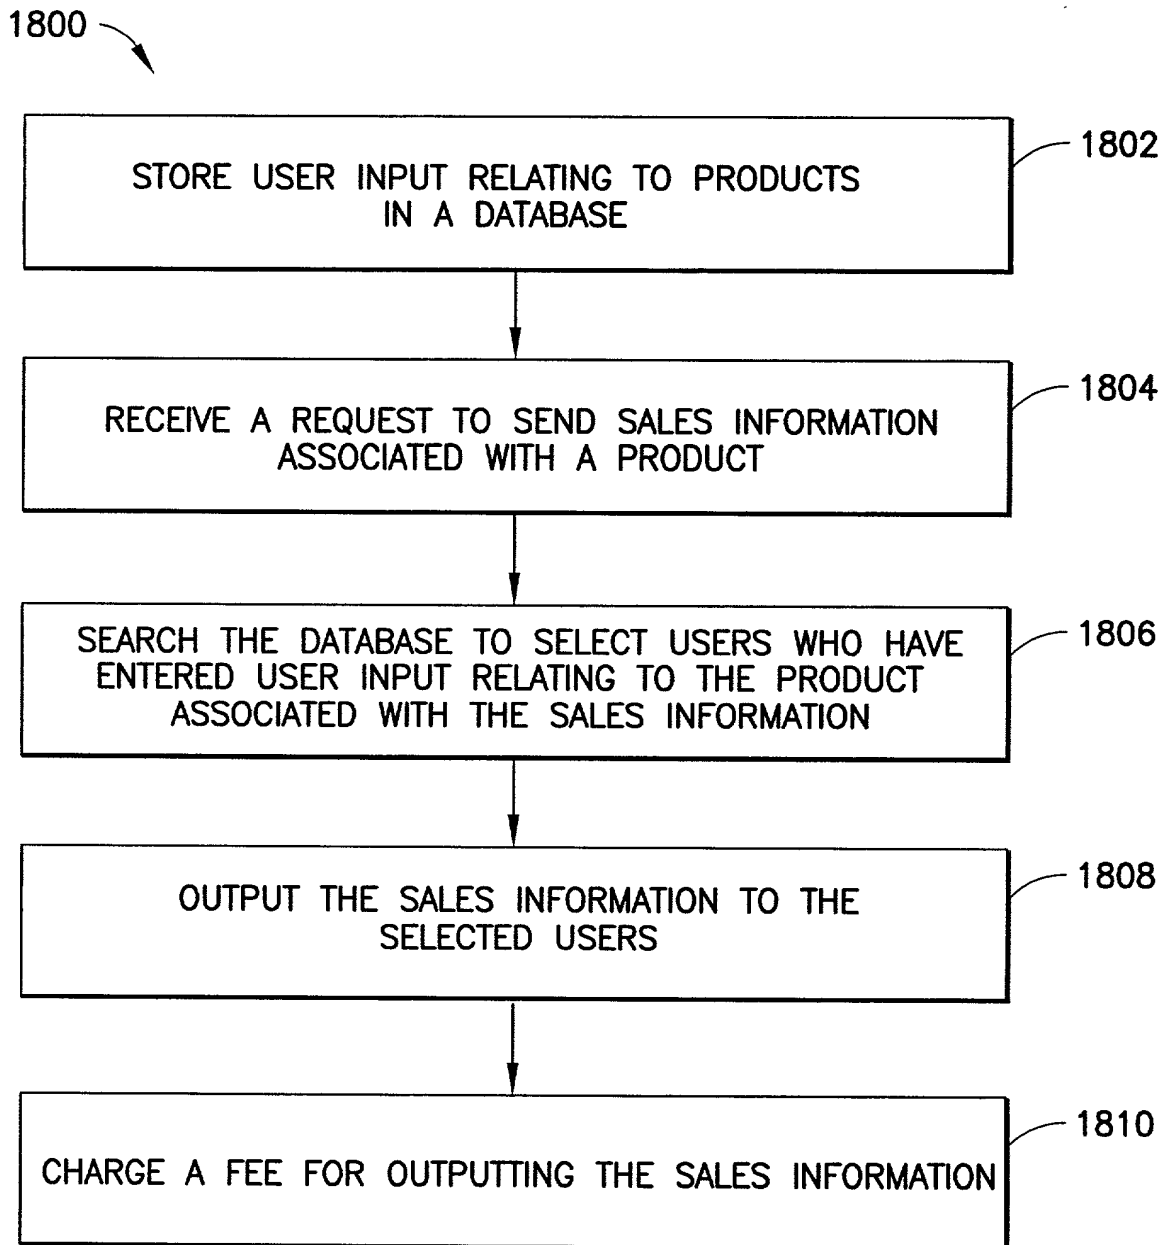 1800
1802
STORE USER INPUT RELATING TO PRODUCTS
IN A DATABASE
1804
RECEIVE A REQUEST TO SEND SALES INFORMATION
ASSOCIATED WITH A PRODUCT
1806
SEARCH THE DATABASE TO SELECT USERS WHO HAVE
ENTERED USER INPUT RELATING TO THE PRODUCT
ASSOCIATED WITH THE SALES INFORMATION
1808
OUTPUT THE SALES INFORMATION TO THE
SELECTED USERS
1810
CHARGE A FEE FOR OUTPUTTING THE SALES INFORMATION